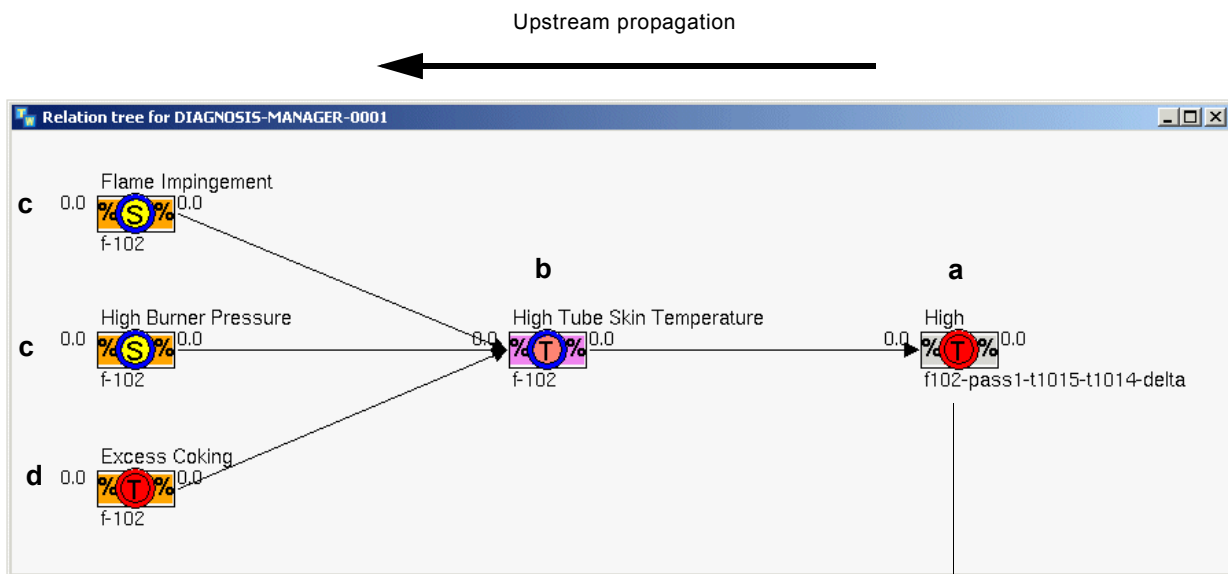 Upstream propagation
Relation tree for DIAGNOSIS-MANAGER-0001
Flame Impingement
c 0.0 % S % 0.0
f-102
b a
High Burner Pressure High Tube Skin Temperature High
c 0.0 % S % 0.0 0.0 % T % 0.0 0.0 % T % 0.0
f-102 f-102 f102-pass1-t1015-t1014-delta
Excess Coking
d 0.0 % T % 0.0
f-102